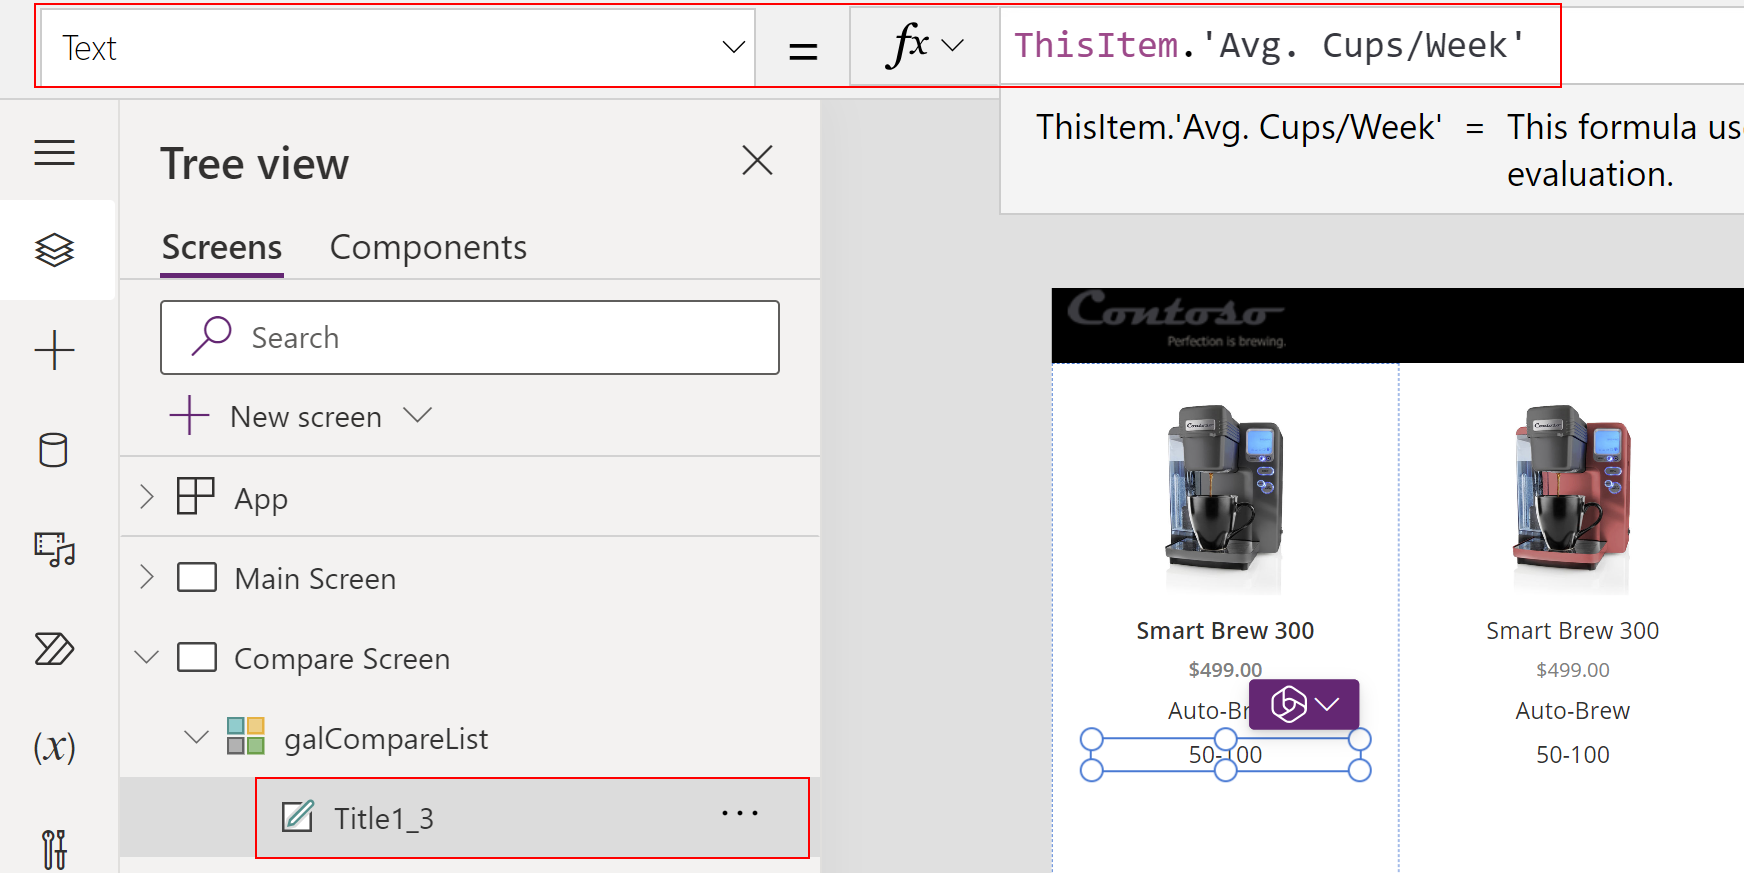 Text
=
fx
ThisItem.'Avg. Cups/Week'
ThisItem.'Avg. Cups/Week' = This formula us
evaluation.
Tree view
Screens
Components
Search
New screen
App
Main Screen
Compare Screen
galCompareList
Title1_3
...
(x)
Contoso
Perfection is brewing.
Contoso
Contoso
Smart Brew 300
$499.00
Auto-Br
50-100
Smart Brew 300
$499.00
Auto-Brew
50-100